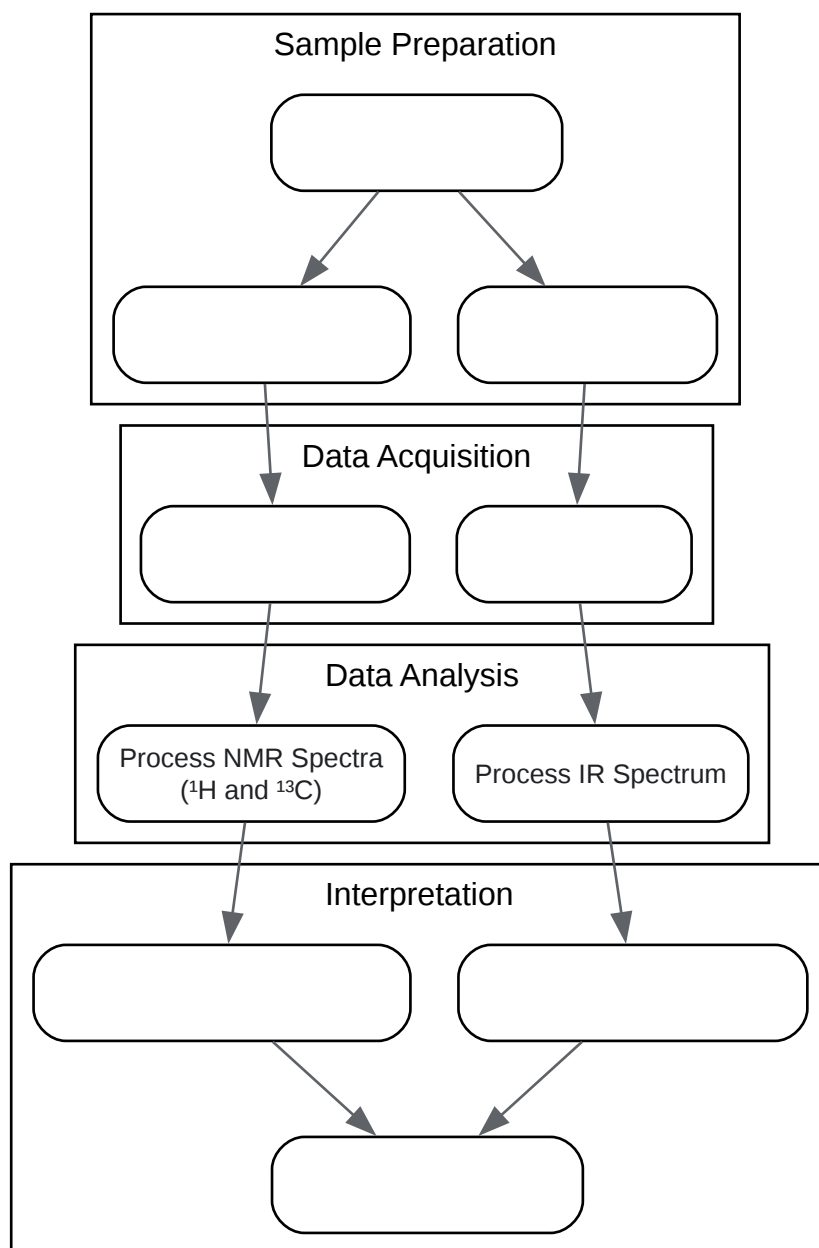 Sample Preparation
Data Acquisition
Data Analysis
Process NMR Spectra
(¹H and ¹³C)
Process IR Spectrum
Interpretation